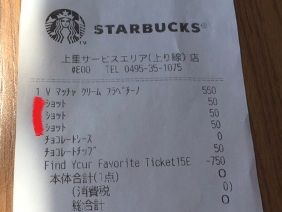 STARBUCKS
上里サービスエリア(上り線)店
¢E00 TEL 0495-35-1075
1 V マッチャ クリーム フラペチーノ 550
ショット 50
ショット 50
ショット 50
チョコレートソース 0
チョコレートチップ 50
Find Your Favorite Ticket15E -750
本体合計(1点) 0
(消費税 0)
総合計 0